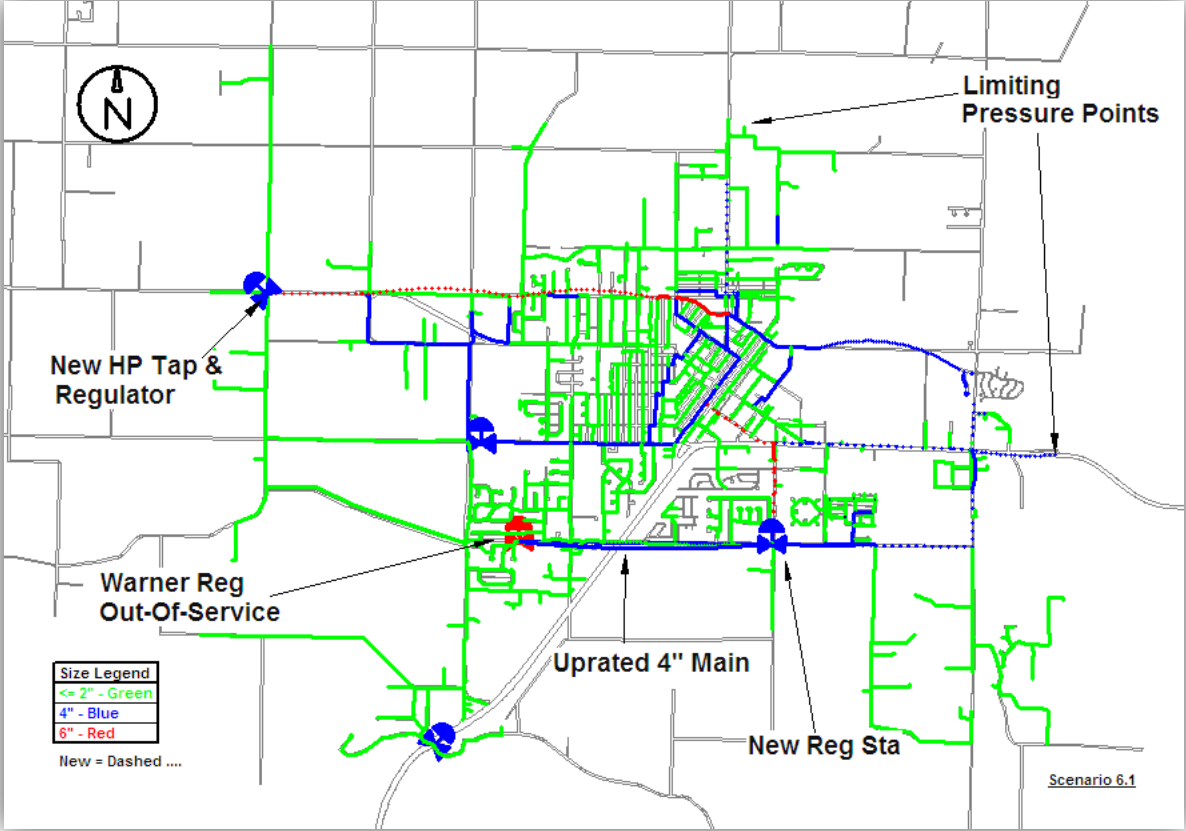 Limiting
Pressure Points
N
New HP Tap &
Regulator
Warner Reg
Out-Of-Service
Uprated 4" Main
Size Legend
<= 2" - Green
4" - Blue
6" - Red
New = Dashed ....
New Reg Sta
Scenario 6.1